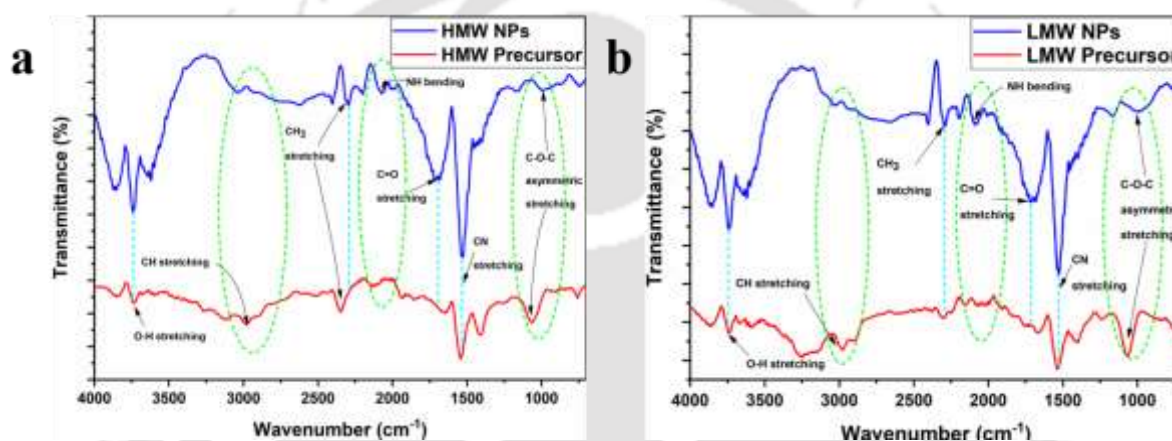 a
HMW NPs
HMW Precursor
NH bending
CH3
stretching
C=O
stretching
C-O-C
asymmetric
stretching
CN
stretching
CH stretching
O-H stretching
Transmittance (%)
4000 3500 3000 2500 2000 1500 1000
Wavenumber (cm-1)
b
LMW NPs
LMW Precursor
NH bending
CH3
stretching
C=O
stretching
C-O-C
asymmetri
stretching
CN
stretching
CH stretching
O-H stretching
Transmittance (%)
4000 3500 3000 2500 2000 1500 1000
Wavenumber (cm-1)